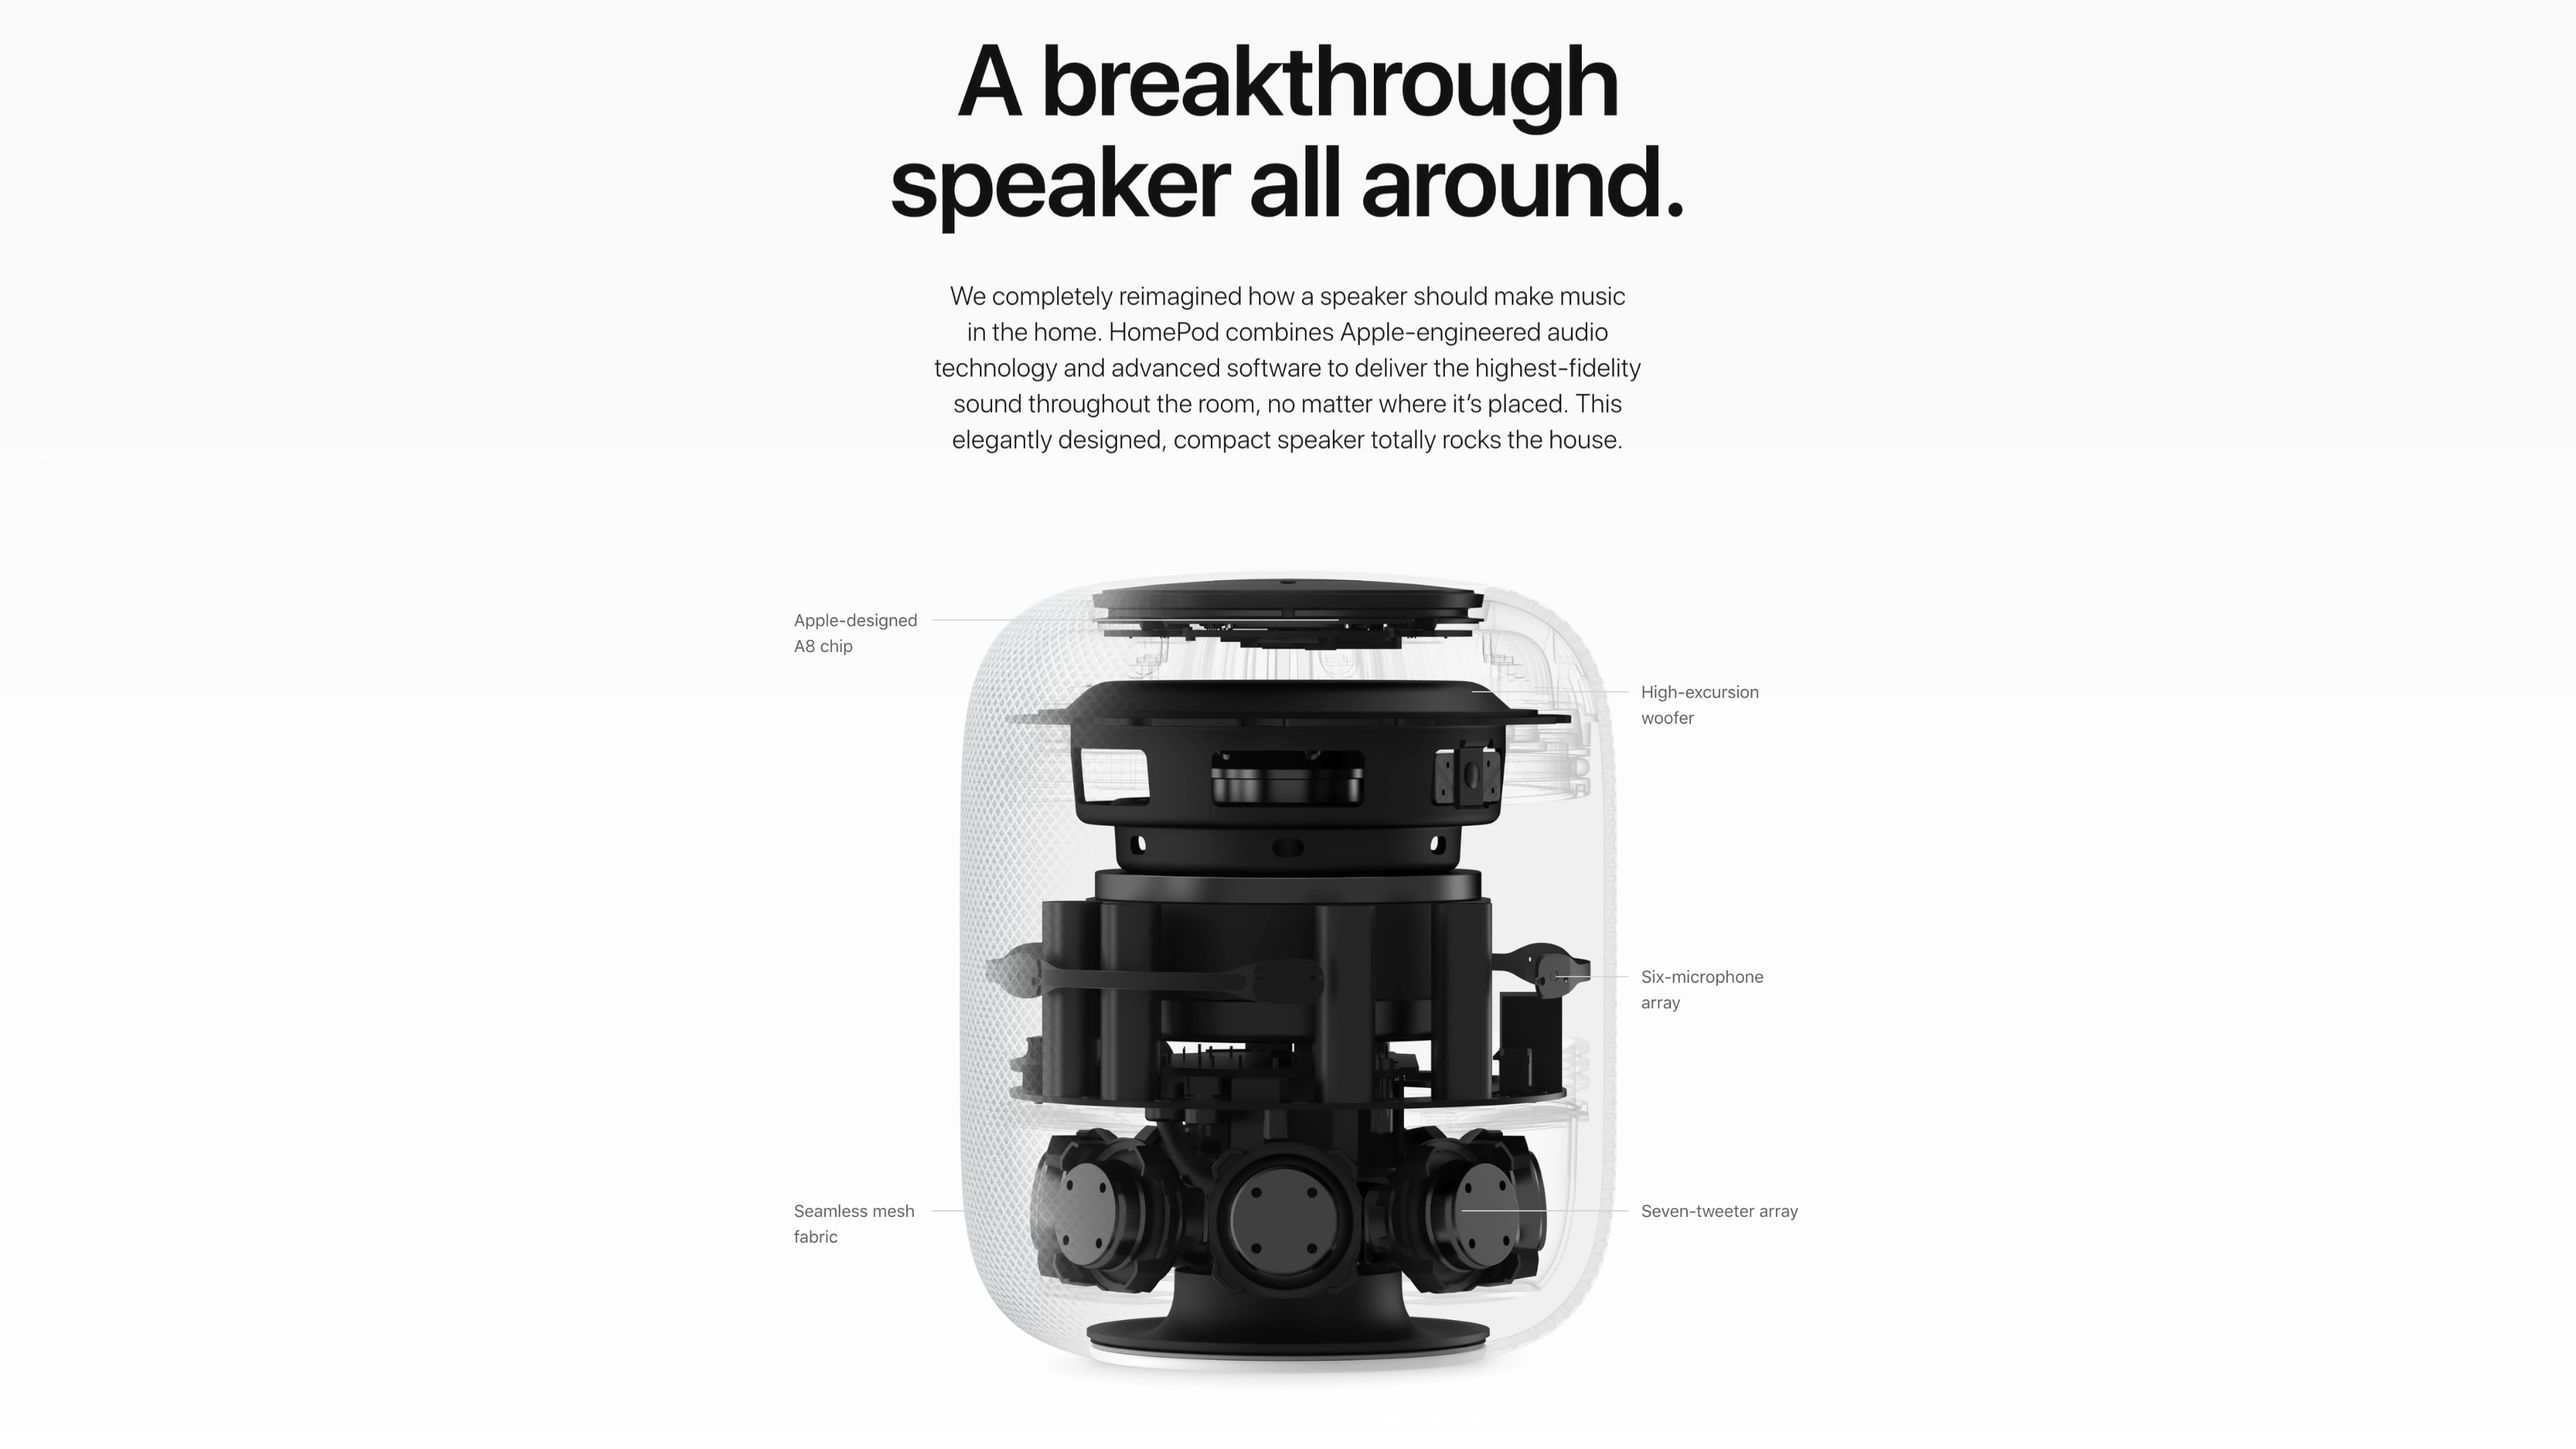 A breakthrough
speaker all around.
We completely reimagined how a speaker should make music
in the home. HomePod combines Apple-engineered audio
technology and advanced software to deliver the highest-fidelity
sound throughout the room, no matter where it’s placed. This
elegantly designed, compact speaker totally rocks the house.
Apple-designed
A8 chip
High-excursion
woofer
Six-microphone
array
Seamless mesh
fabric
Seven-tweeter array